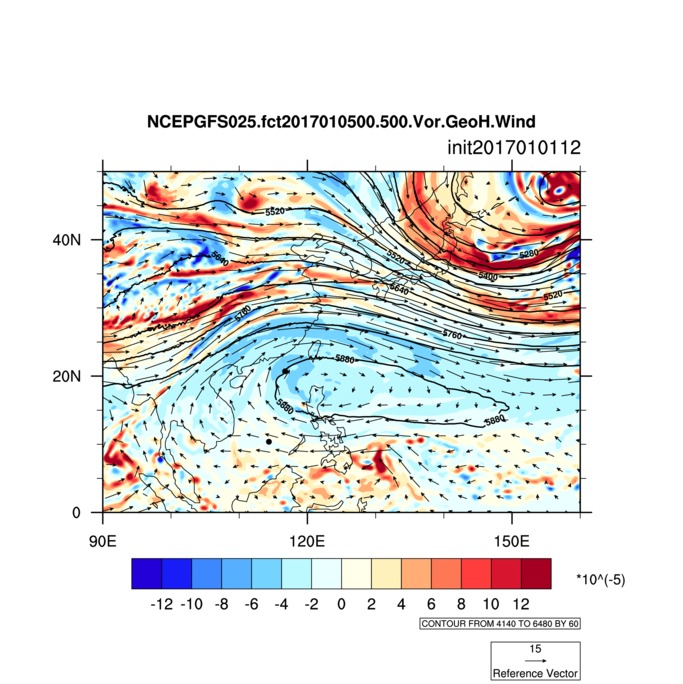 NCEPGFS025.fct2017010500.500.Vor.GeoH.Wind
init2017010112
5520
40N
5640
5520
5280
5400
5640
5520
5700
5760
5880
20N
5880
5880
0
90E 120E 150E
-12 -10 -8 -6 -4 -2 0 2 4 6 8 10 12
*10^(-5)
CONTOUR FROM 4140 TO 6480 BY 60
15
Reference Vector